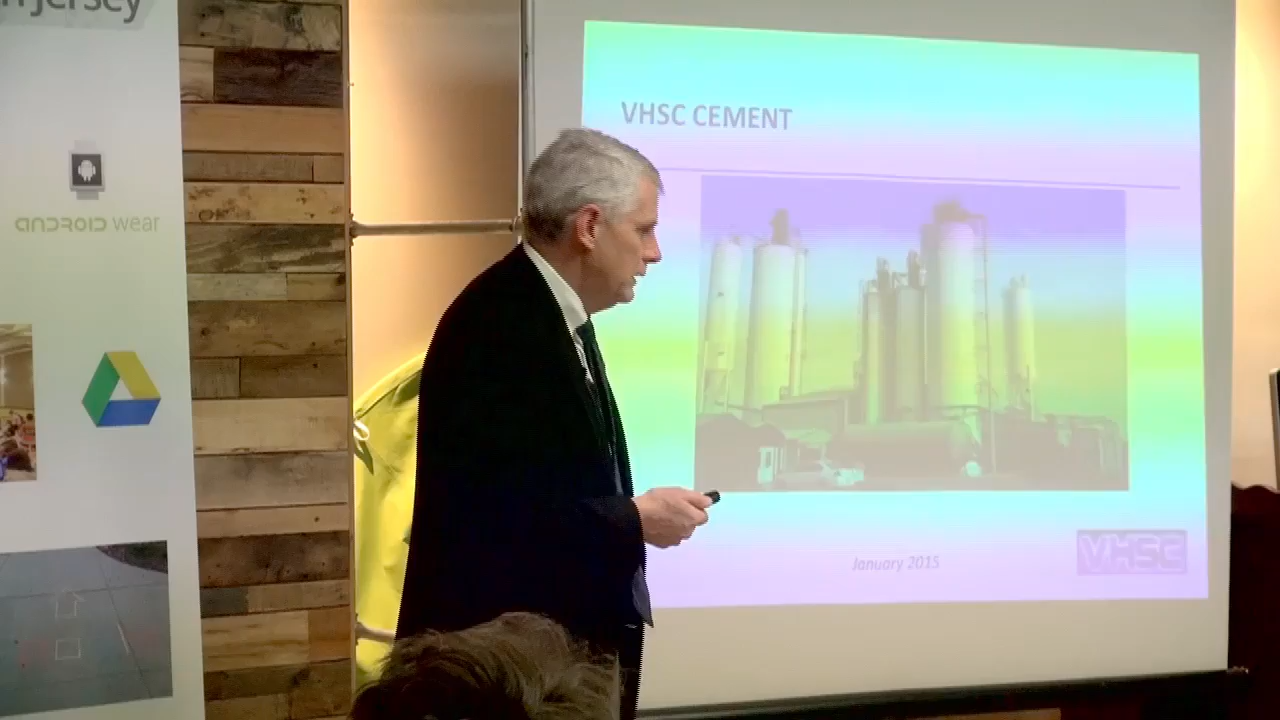 n jersey
ANDROID wear
VHSC CEMENT
January 2015
VHSC